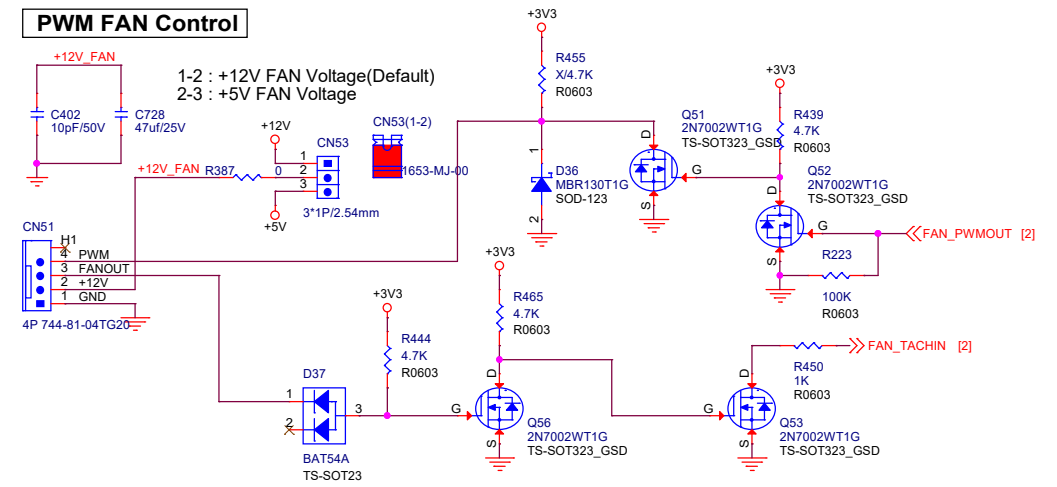 PWM FAN Control
+12V_FAN
C402
10pF/50V
C728
47uf/25V
1-2 : +12V FAN Voltage(Default)
2-3 : +5V FAN Voltage
+12V
CN53
1
2
3
3*1P/2.54mm
+5V
+12V_FAN
R387
0
CN53(1-2)
1653-MJ-00
+3V3
R455
X/4.7K
R0603
1
D36
MBR130T1G
SOD-123
2
Q51
2N7002WT1G
TS-SOT323_GSD
D
G
S
+3V3
R439
4.7K
R0603
Q52
2N7002WT1G
TS-SOT323_GSD
D
G
S
FAN_PWMOUT [2]
R223
100K
R0603
CN51
H1
4 PWM
3 FANOUT
2 +12V
1 GND
4P 744-81-04TG20
D37
1
2
3
BAT54A
TS-SOT23
+3V3
R444
4.7K
R0603
+3V3
R465
4.7K
R0603
D
G
S
Q56
2N7002WT1G
TS-SOT323_GSD
FAN_TACHIN [2]
R450
1K
R0603
D
G
S
Q53
2N7002WT1G
TS-SOT323_GSD